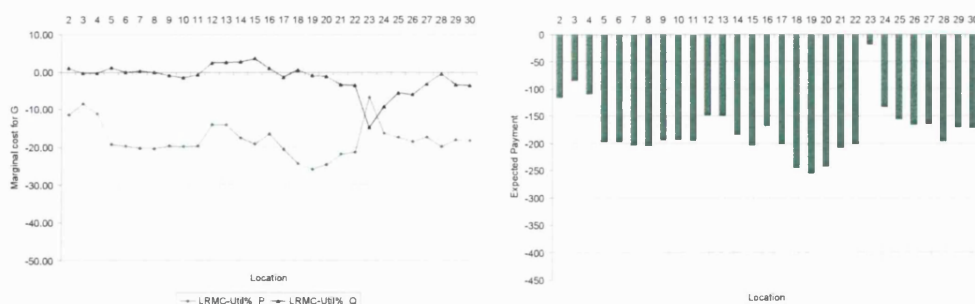 2 3 4 5 6 7 8 9 10 11 12 13 14 15 16 17 18 19 20 21 22 23 24 25 26 27 28 29 30
10.00
0.00
-10.00
-20.00
-30.00
-40.00
-50.00
Marginal cost for G
Location
LRMC-Util%_P LRMC-Util%_Q
2 3 4 5 6 7 8 9 10 11 12 13 14 15 16 17 18 19 20 21 22 23 24 25 26 27 28 29 30
0
-50
-100
-150
-200
-250
-300
-350
-400
-450
Expected Payment
Location